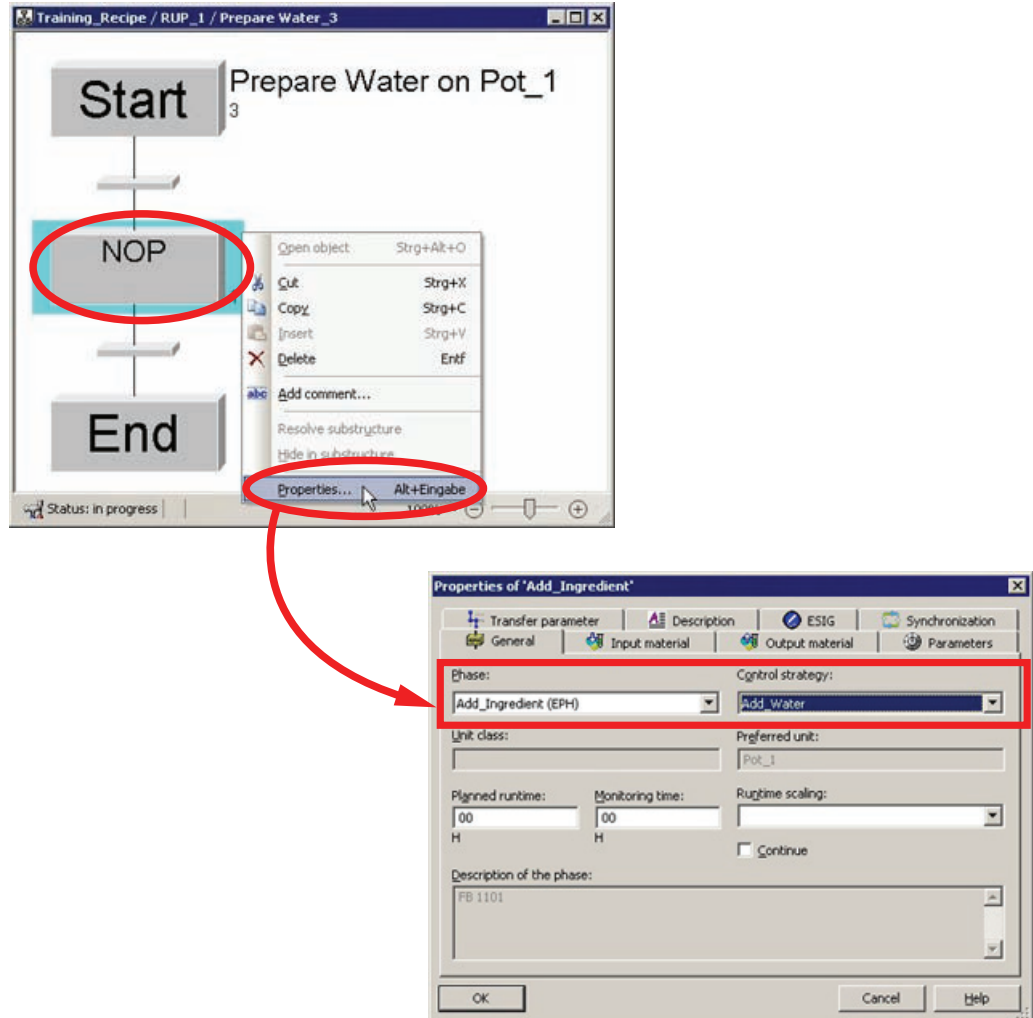 Training_Recipe / RUP_1 / Prepare Water_3
Start
Prepare Water on Pot_1
3
NOP
Open object Strg+Alt+O
Cut Strg+X
Copy Strg+C
Insert Strg+V
Delete Entf
abc Add comment...
Resolve substructure
Hide in substructure
Properties... Alt+Eingabe
End
Status: in progress
100%
Properties of 'Add_Ingredient'
Transfer parameter Description ESIG Synchronization
General Input material Output material Parameters
Phase: Control strategy:
Add_Ingredient (EPH) Add_Water
Unit class: Preferred unit:
Pot_1
Planned runtime: Monitoring time: Runtime scaling:
00 00
H H
Continue
Description of the phase:
FB 1101
OK Cancel Help